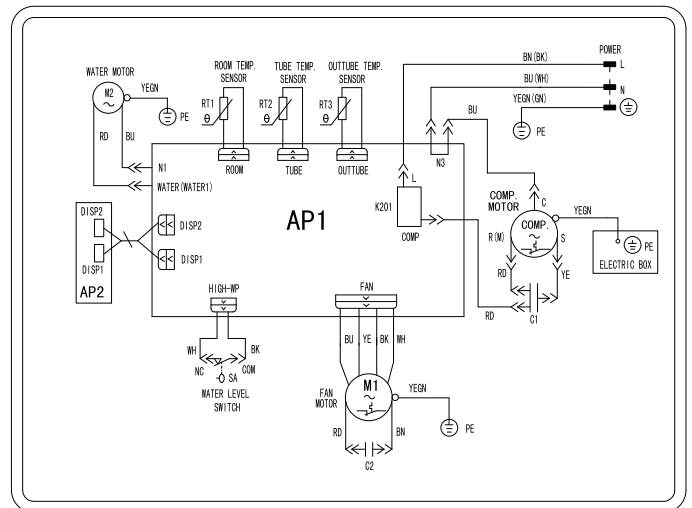 POWER
BN(BK)
L
BU(WH)
N
YEGN(GN)
PE
WATER MOTOR
M2
YEGN
PE
RD
BU
ROOM TEMP.
SENSOR
TUBE TEMP.
SENSOR
OUTTUBE TEMP.
SENSOR
RT1
θ
RT2
θ
RT3
θ
ROOM
TUBE
OUTTUBE
BU
N3
N1
WATER(WATER1)
L
K201
COMP
AP1
DISP2
DISP1
AP2
DISP2
DISP1
COMP.
MOTOR
C
COMP.
R(M)
S
YEGN
PE
ELECTRIC BOX
RD
YE
C1
RD
HIGH-WP
WH
BK
NC
COM
SA
WATER LEVEL
SWITCH
FAN
BU
YE
BK
WH
FAN
MOTOR
M1
YEGN
PE
RD
BN
C2